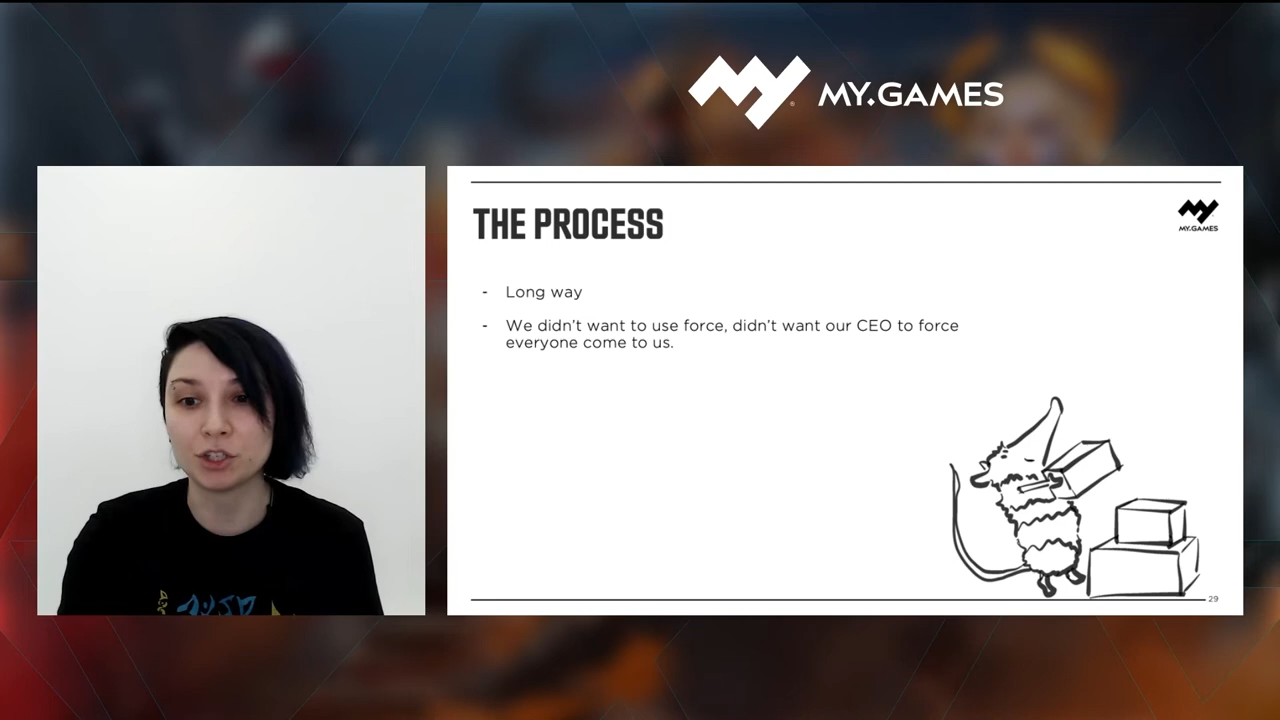 MY.GAMES
THE PROCESS
MY.GAMES
- Long way
- We didn’t want to use force, didn’t want our CEO to force
everyone come to us.
29